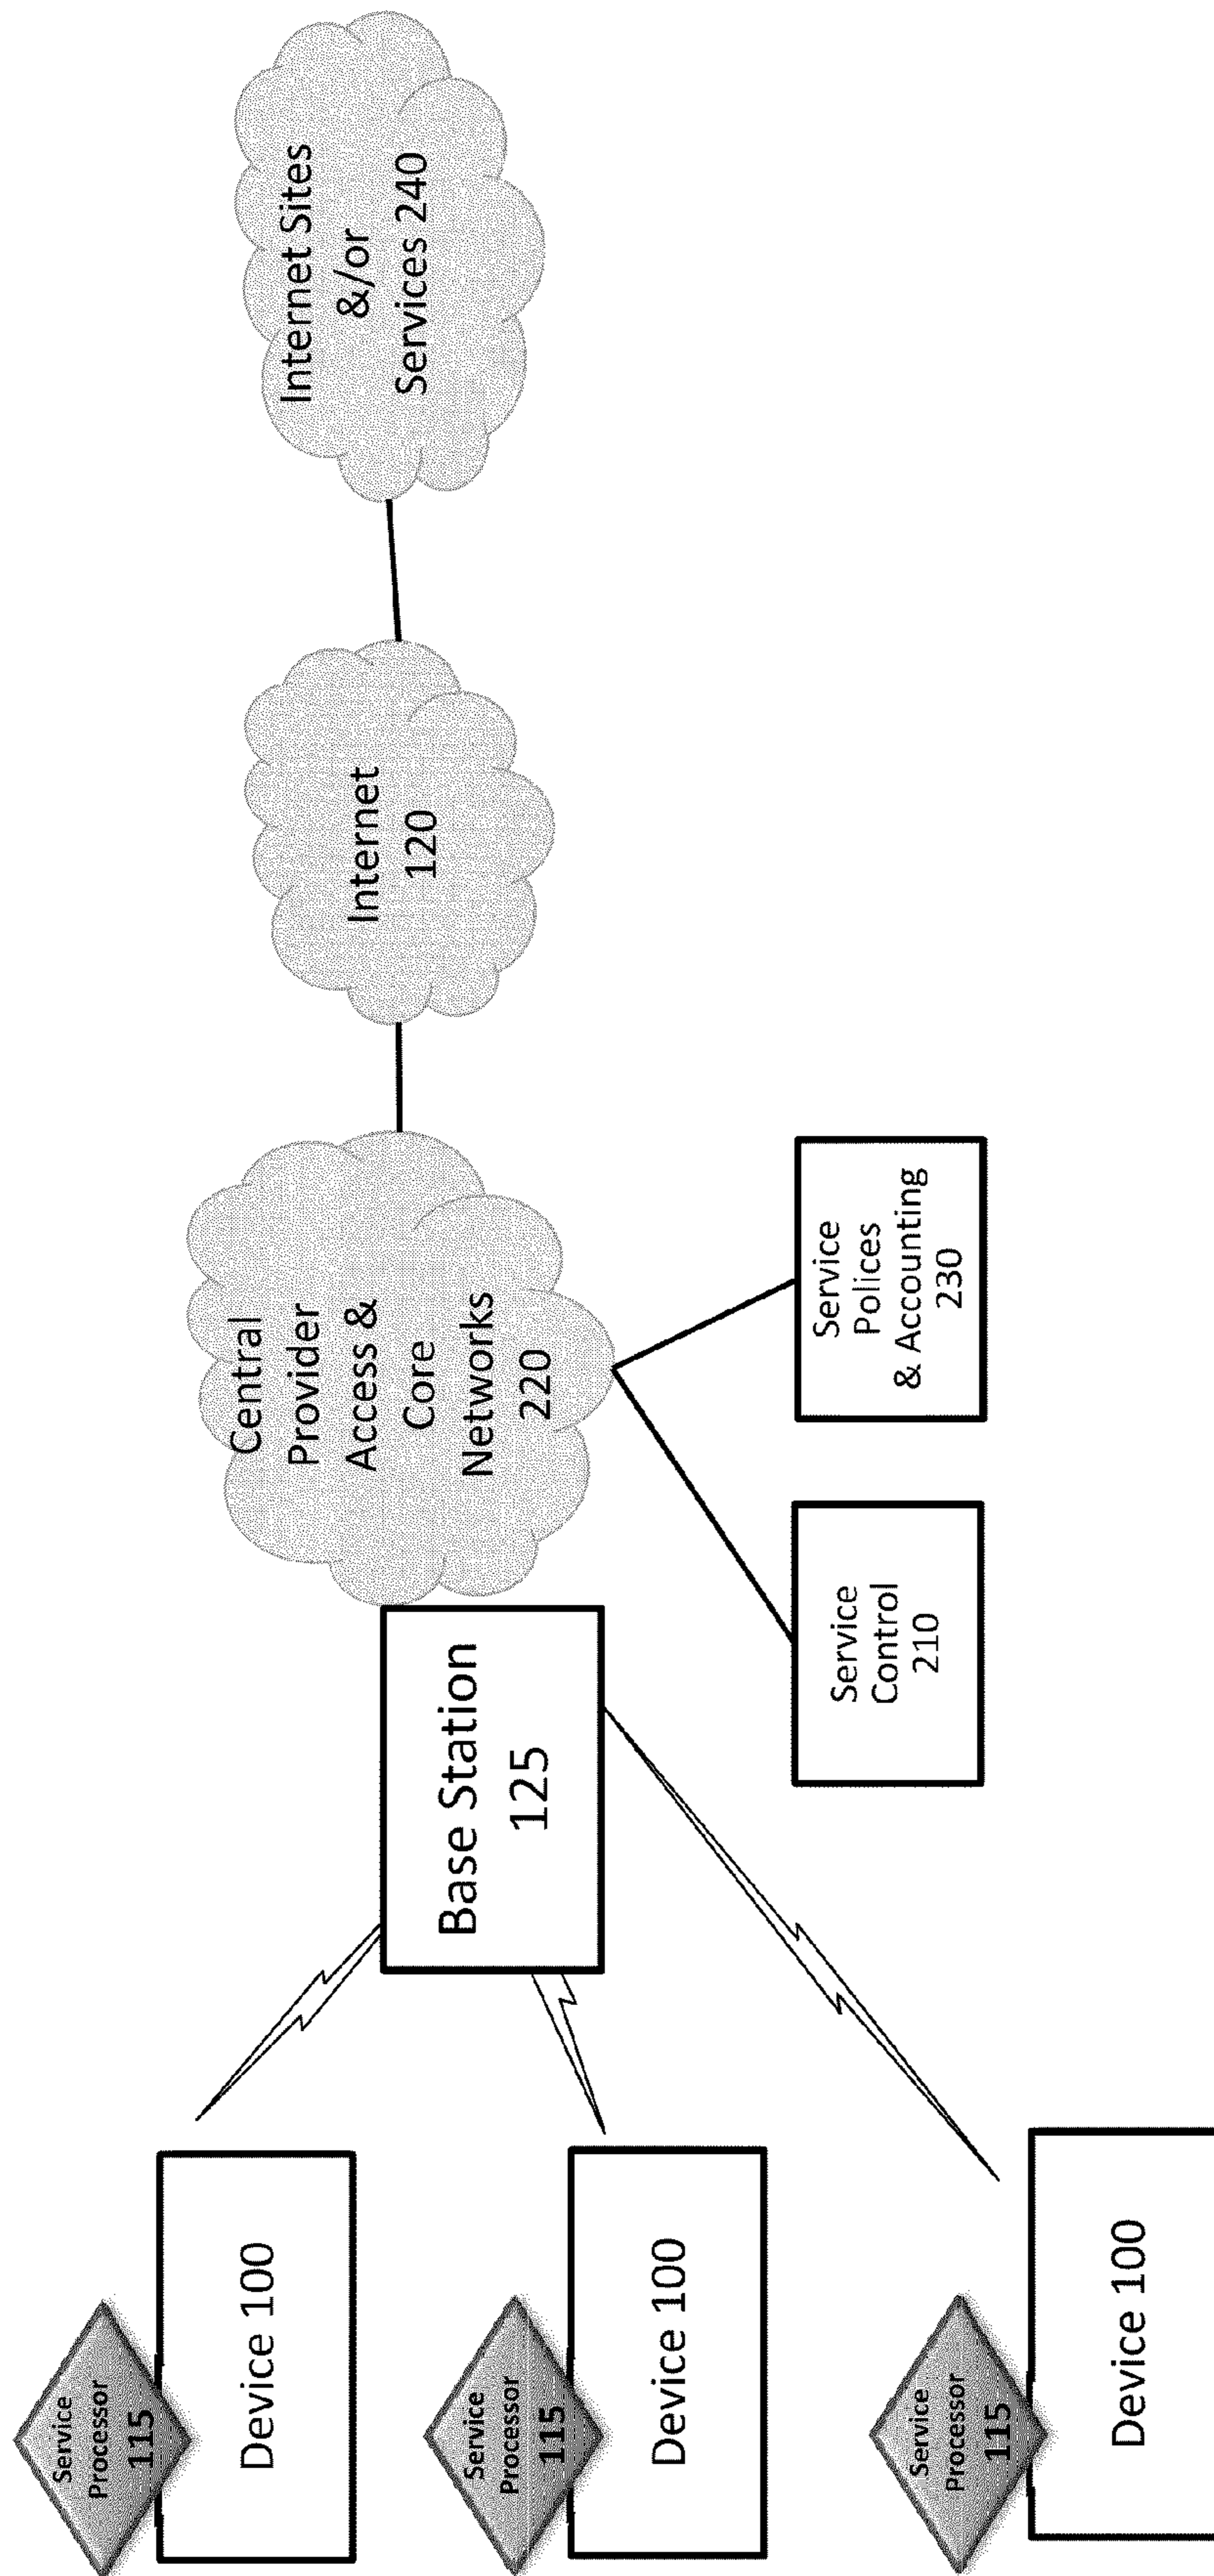 Service
Processor
115
Device 100
Service
Processor
115
Device 100
Service
Processor
115
Device 100
Base Station
125
Central
Provider
Access &
Core
Networks
220
Service
Control
210
Service
Polices
& Accounting
230
Internet
120
Internet Sites
&/or
Services 240